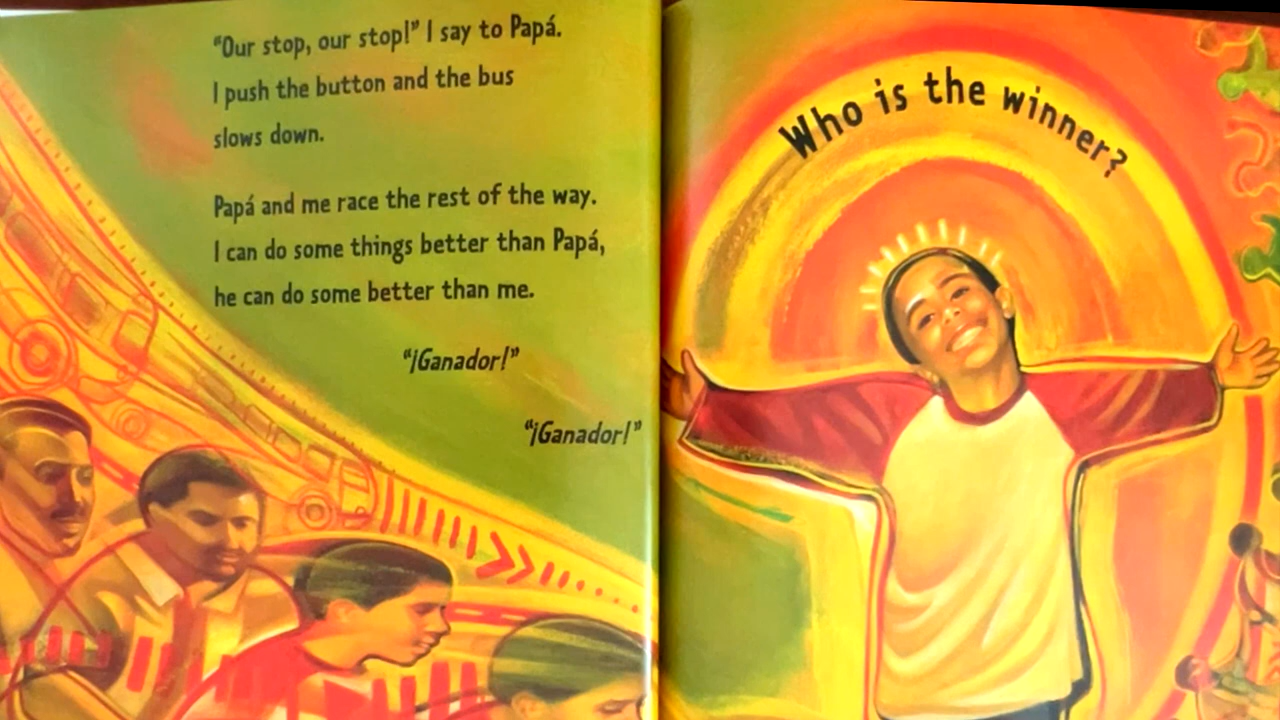 “Our stop, our stop!” I say to Papá.
I push the button and the bus
slows down.
Papá and me race the rest of the way.
I can do some things better than Papá,
he can do some better than me.
“¡Ganador!”
“¡Ganador!”
Who is the winner?